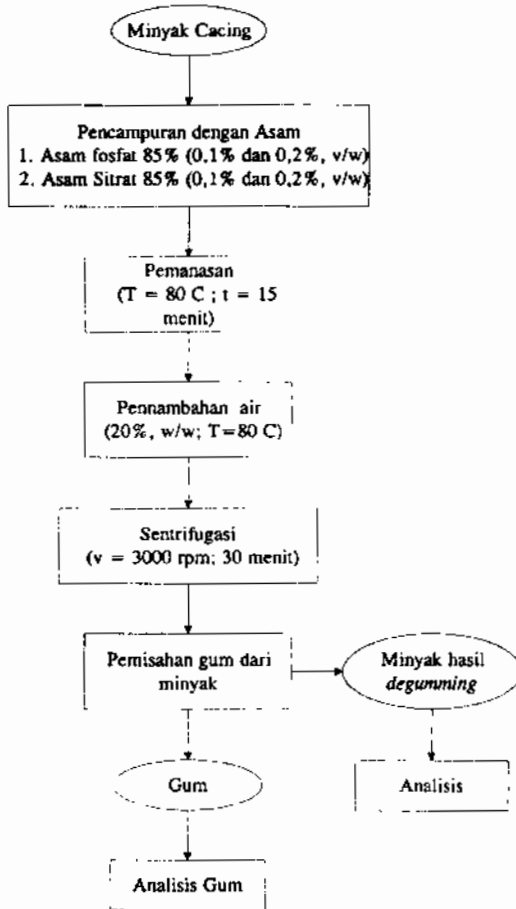 Minyak Cacing
Pencampuran dengan Asam
1. Asam fosfat 85% (0.1% dan 0,2%, v/w)
2. Asam Sitrat 85% (0,1% dan 0.2%, v/w)
Pemanasan
(T = 80 C ; t = 15
menit)
Pennambahan air
(20%, w/w; T=80 C)
Sentrifugasi
(v = 3000 rpm; 30 menit)
Pemisahan gum dari
minyak
Minyak hasil
degumming
Gum
Analisis
Analisis Gum